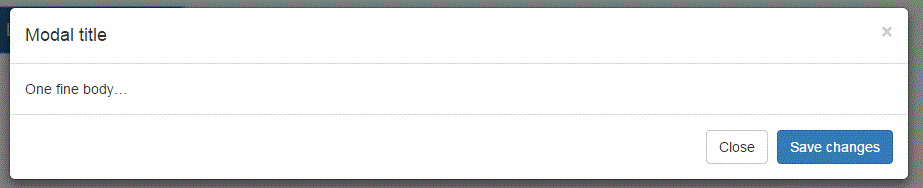 Modal title
×
One fine body…
Close
Save changes